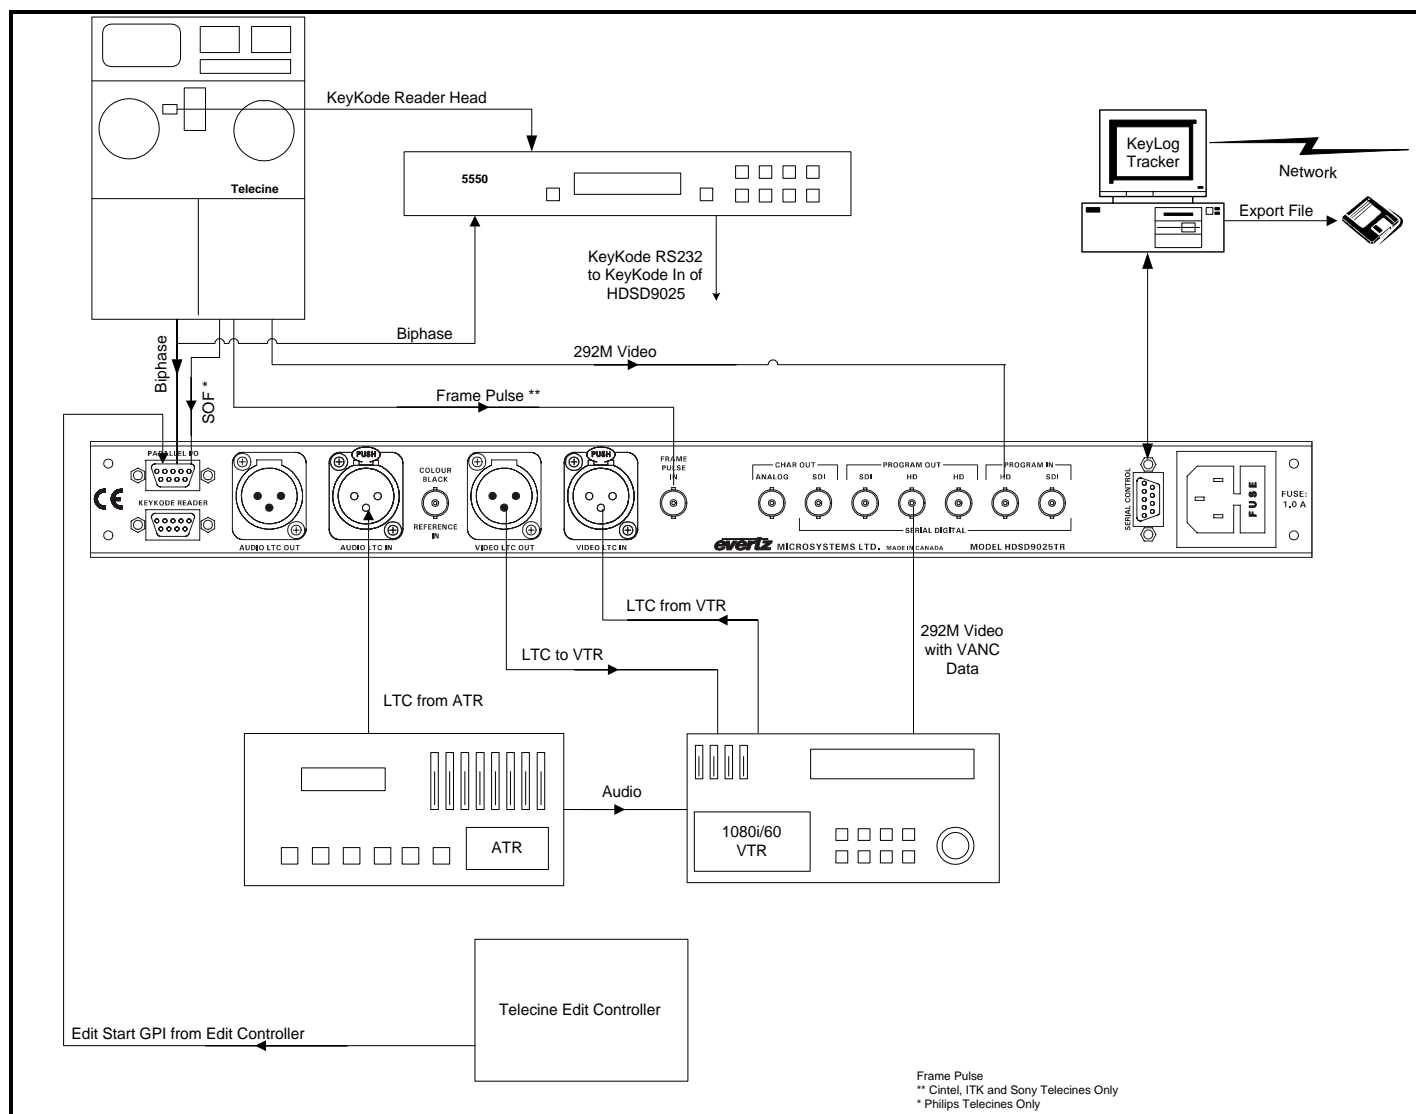 KeyKode Reader Head
Telecine
5550
KeyLog
Tracker
Network
Export File
KeyKode RS232
to KeyKode In of
HDSD9025
Biphase
Biphase
SOF *
292M Video
Frame Pulse **
PARALLEL I/O
KEYKODE READER
CE
PUSH
AUDIO LTC OUT
AUDIO LTC IN
COLOUR
BLACK
REFERENCE
IN
PUSH
VIDEO LTC OUT
VIDEO LTC IN
FRAME
PULSE
IN
CHAR OUT
ANALOG SDI
PROGRAM OUT
SDI HD HD
PROGRAM IN
HD SDI
SERIAL DIGITAL
evertz MICROSYSTEMS LTD. MADE IN CANADA MODEL HDSD9025TR
SERIAL CONTROL
FUSE
FUSE:
1.0 A
LTC from VTR
LTC to VTR
292M Video
with VANC
Data
LTC from ATR
Audio
ATR
1080i/60
VTR
Telecine Edit Controller
Edit Start GPI from Edit Controller
Frame Pulse
** Cintel, ITK and Sony Telecines Only
* Philips Telecines Only